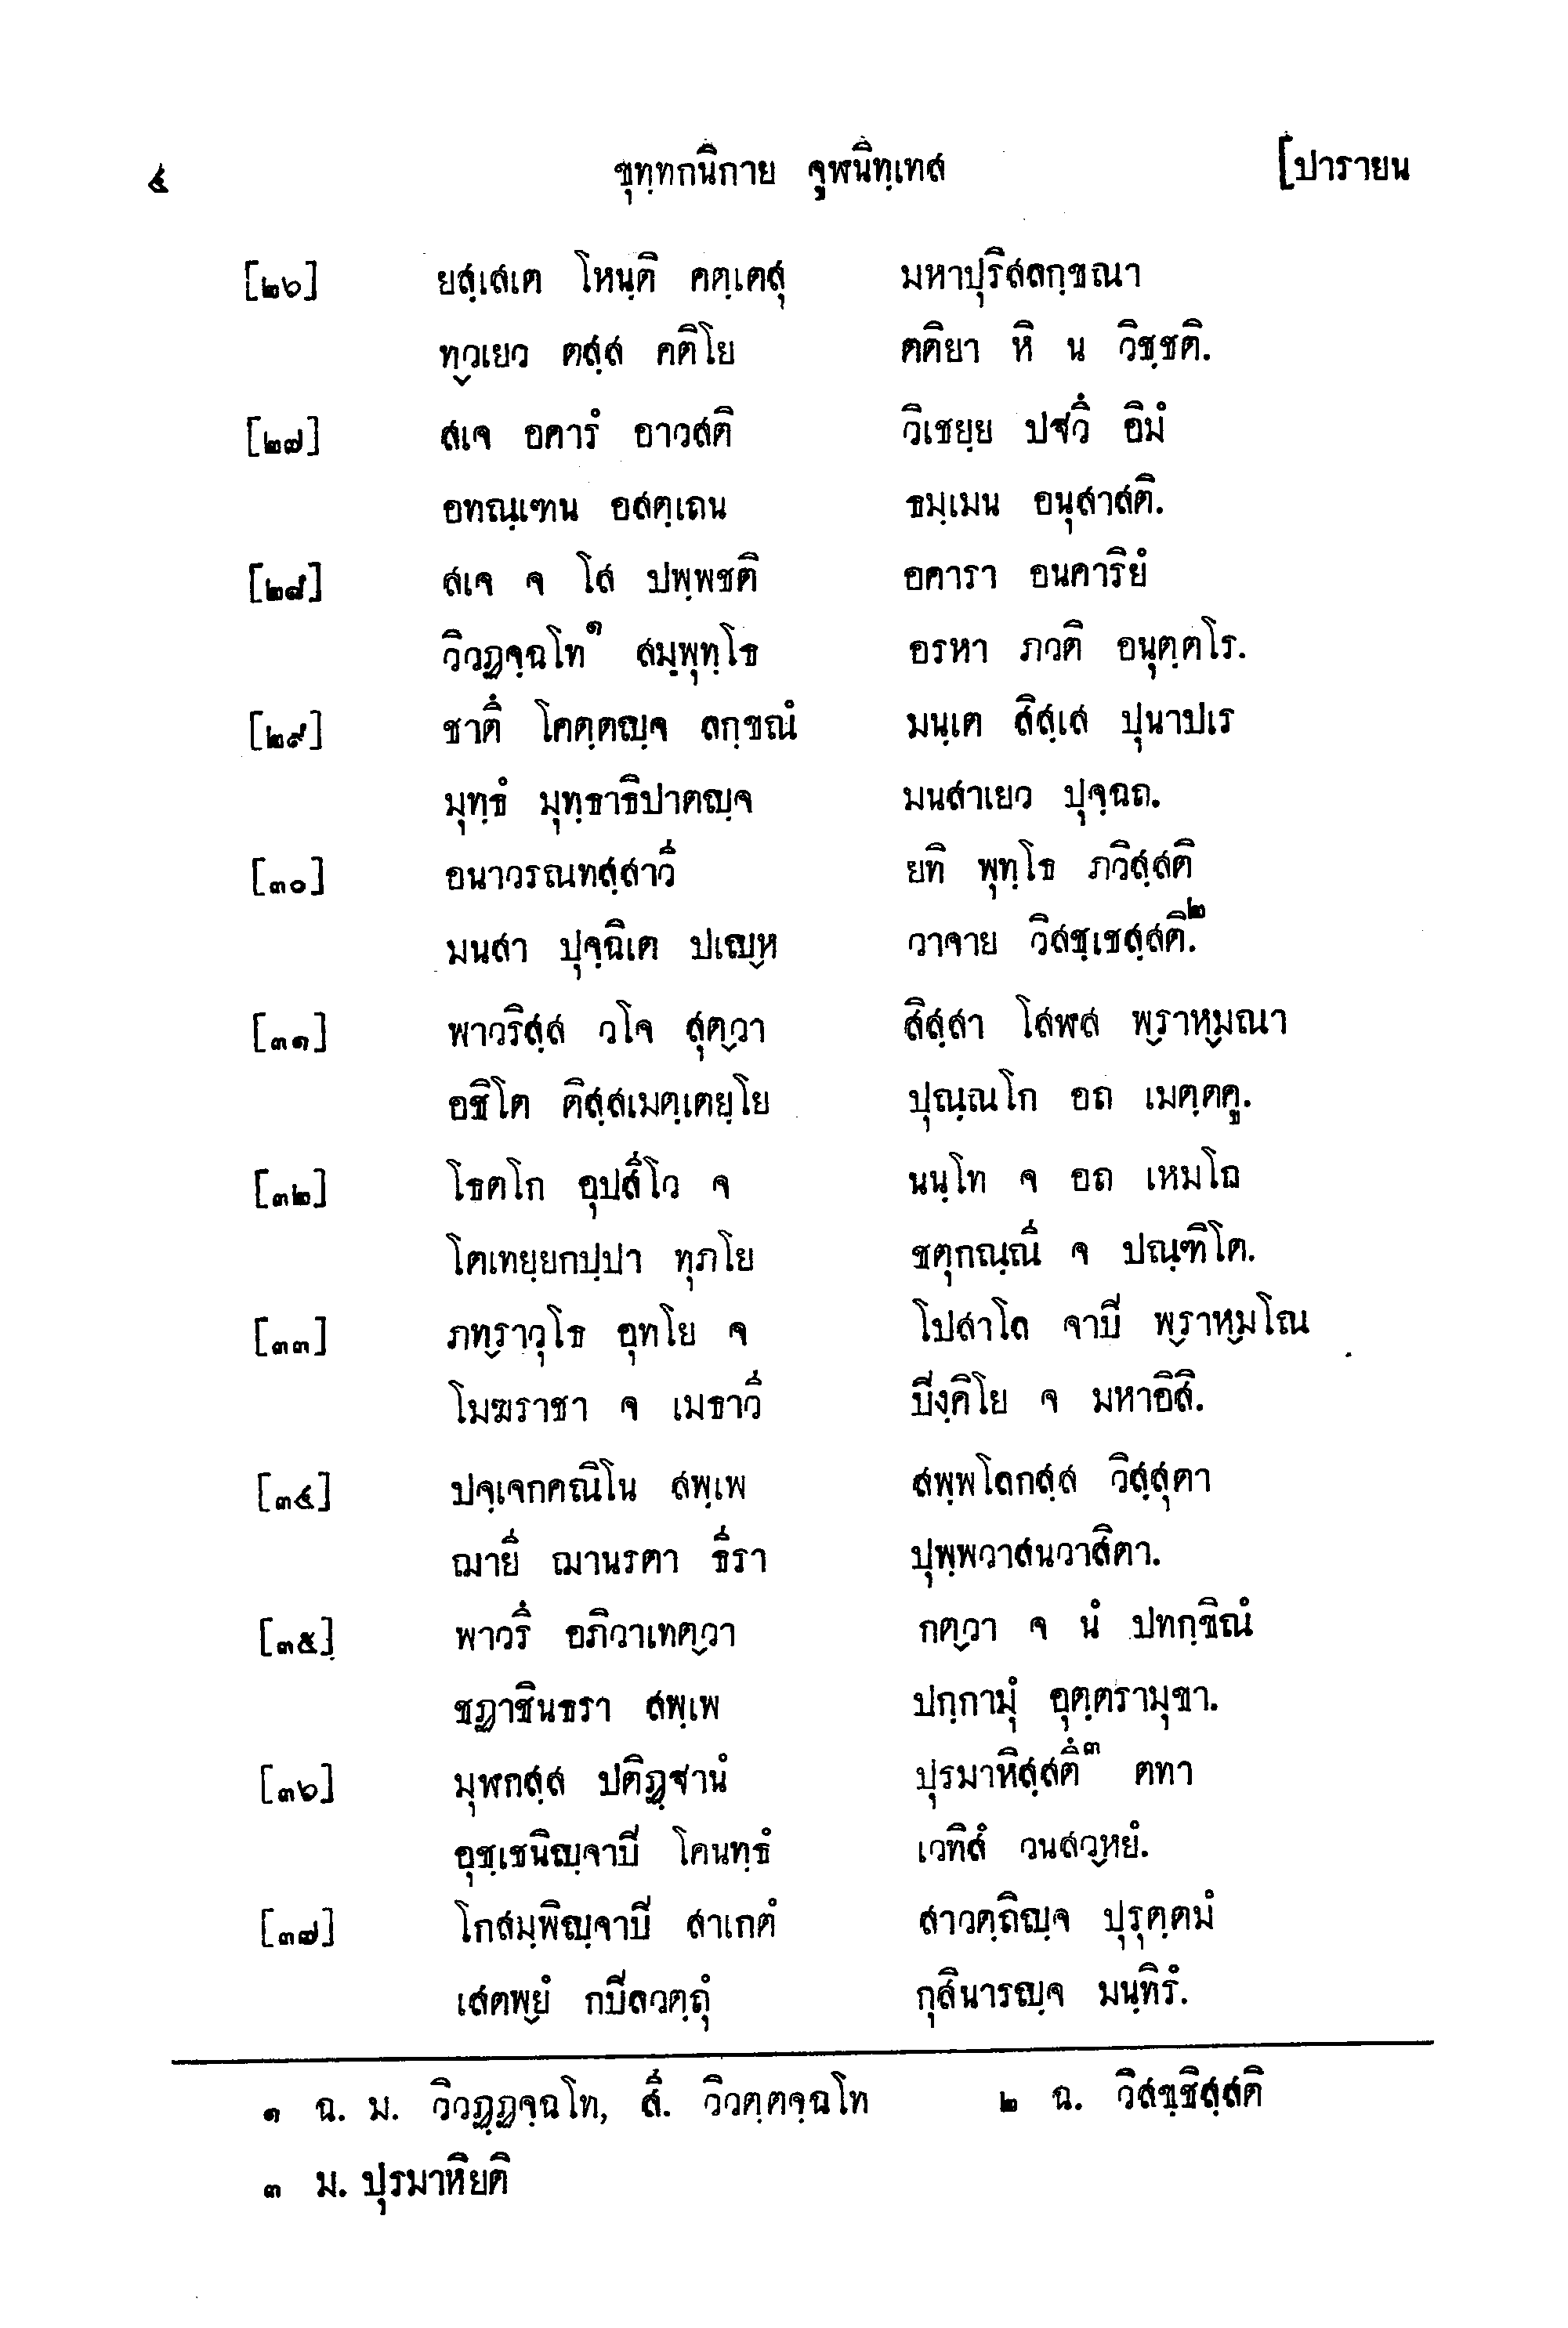 ๔ ขุทฺทกนิกาย จูฬนิทฺเทส [ปารายน
[๒๖] ยสฺเสเต โหนฺติ คตฺเตสุ มหาปุริสลกฺขณา
ทฺวเยว ตสฺส คติโย ตติยา หิ น วิชฺชติ.
[๒๗] สเจ อคารํ อาวสติ วิเชยฺย ปฐวึ อิมํ
อทณฺเฑน อสตฺเถน ธมฺเมน อนุสาสติ.
[๒๘] สเจ จ โส ปพฺพชติ อคารา อนคาริยํ
วิวฏจฺฉโท๑ สมฺพุทฺโธ อรหา ภวติ อนุตฺตโร.
[๒๙] ชาตึ โคตฺตญฺจ ลกฺขณํ มนฺเต สิสฺเส ปุนาปเร
มุทฺธํ มุทฺธาธิปาตญฺจ มนสาเยว ปุจฺฉถ.
[๓๐] อนาวรณทสฺสาวี ยทิ พุทฺโธ ภวิสฺสติ
มนสา ปุจฺฉิเต ปเญฺห วาจาย วิสชฺเชสฺสติ.๒
[๓๑] พาวริสฺส วโจ สุตฺวา สิสฺสา โสฬส พฺราหฺมณา
อชิโต ติสฺสเมตฺเตยฺโย ปุณฺณโก อถ เมตฺตคู.
[๓๒] โธตโก อุปสีโว จ นนฺโท จ อถ เหมโก
โตเทยฺยกปฺปา ทุภโย ชตุกณฺณี จ ปณฺฑิโต.
[๓๓] ภทฺราวุโธ อุทโย จ โปสาโล จาปิ พฺราหฺมโณ
โมฆราชา จ เมธาวี ปิงฺคิโย จ มหาอิสิ.
[๓๔] ปจฺเจกคณิโน สพฺเพ สพฺพโลกสฺส วิสฺสุตา
ฌายี ฌานรตา ธีรา ปุพฺพวาสนวาสิตา.
[๓๕] พาวรึ อภิวาเทตฺวา กตฺวา จ นํ ปทกฺขิณํ
ชฏาชินธรา สพฺเพ ปกฺกามุํ อุตฺตรามุขา.
[๓๖] มุฬกสฺส ปติฏฺฐานํ ปุรมาหิสฺสตึ๓ ตทา
อุชฺเชนิญฺจาปิ โคนทฺธํ เวทิสํ วนสวฺหยํ.
[๓๗] โกสมฺพิญฺจาปิ สาเกตํ สาวตฺถิญฺจ ปุรุตฺตมํ
เสตพฺยํ กปิลวตฺถุํ กุสินารญฺจ มนฺทิรํ.
๑ ฉ. ม. วิวฏฺฏจฺฉโท, สี. วิวตฺตจฺฉโท ๒ ฉ. วิสชฺชิสฺสติ
๓ ม. ปุรมาหิยติ